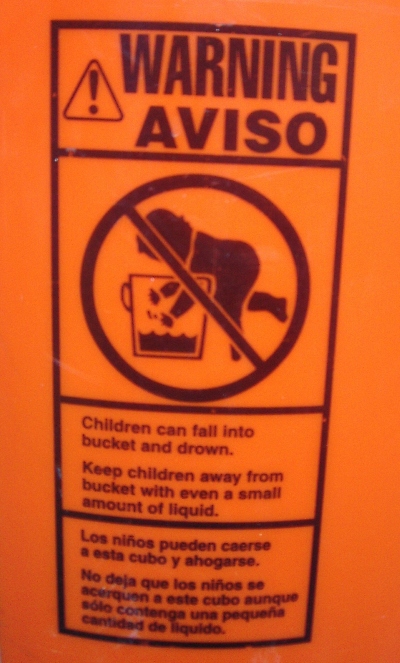 WARNING
AVISO
Children can fall into
bucket and drown.
Keep children away from
bucket with even a small
amount of liquid.
Los niños pueden caerse
a esta cubo y ahogarse.
No deja que los niños se
acerquen a este cubo aunque
sólo contenga una pequeña
cantidad de liquido.